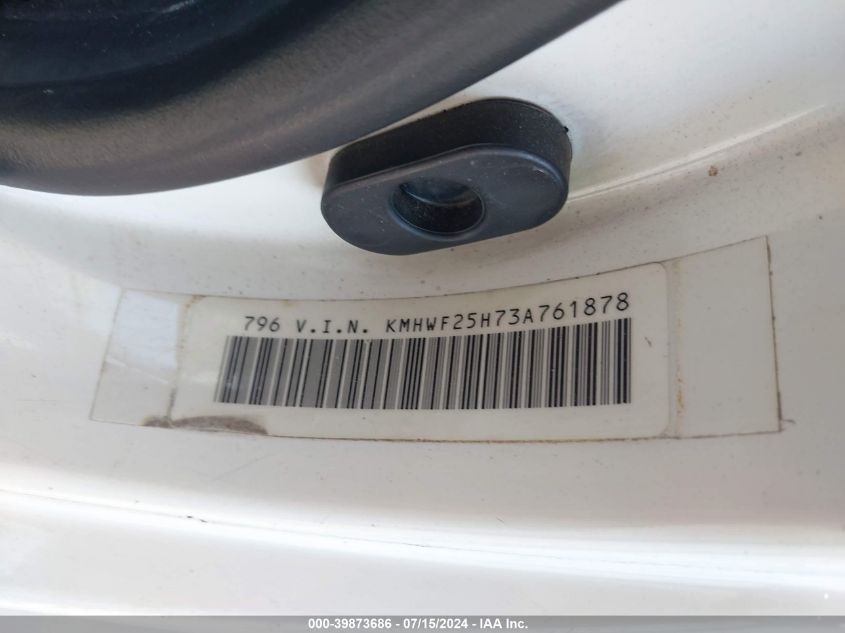 796 V.I.N. KMHWF25H73A761878
000-39873686 - 07/15/2024 - IAA Inc.